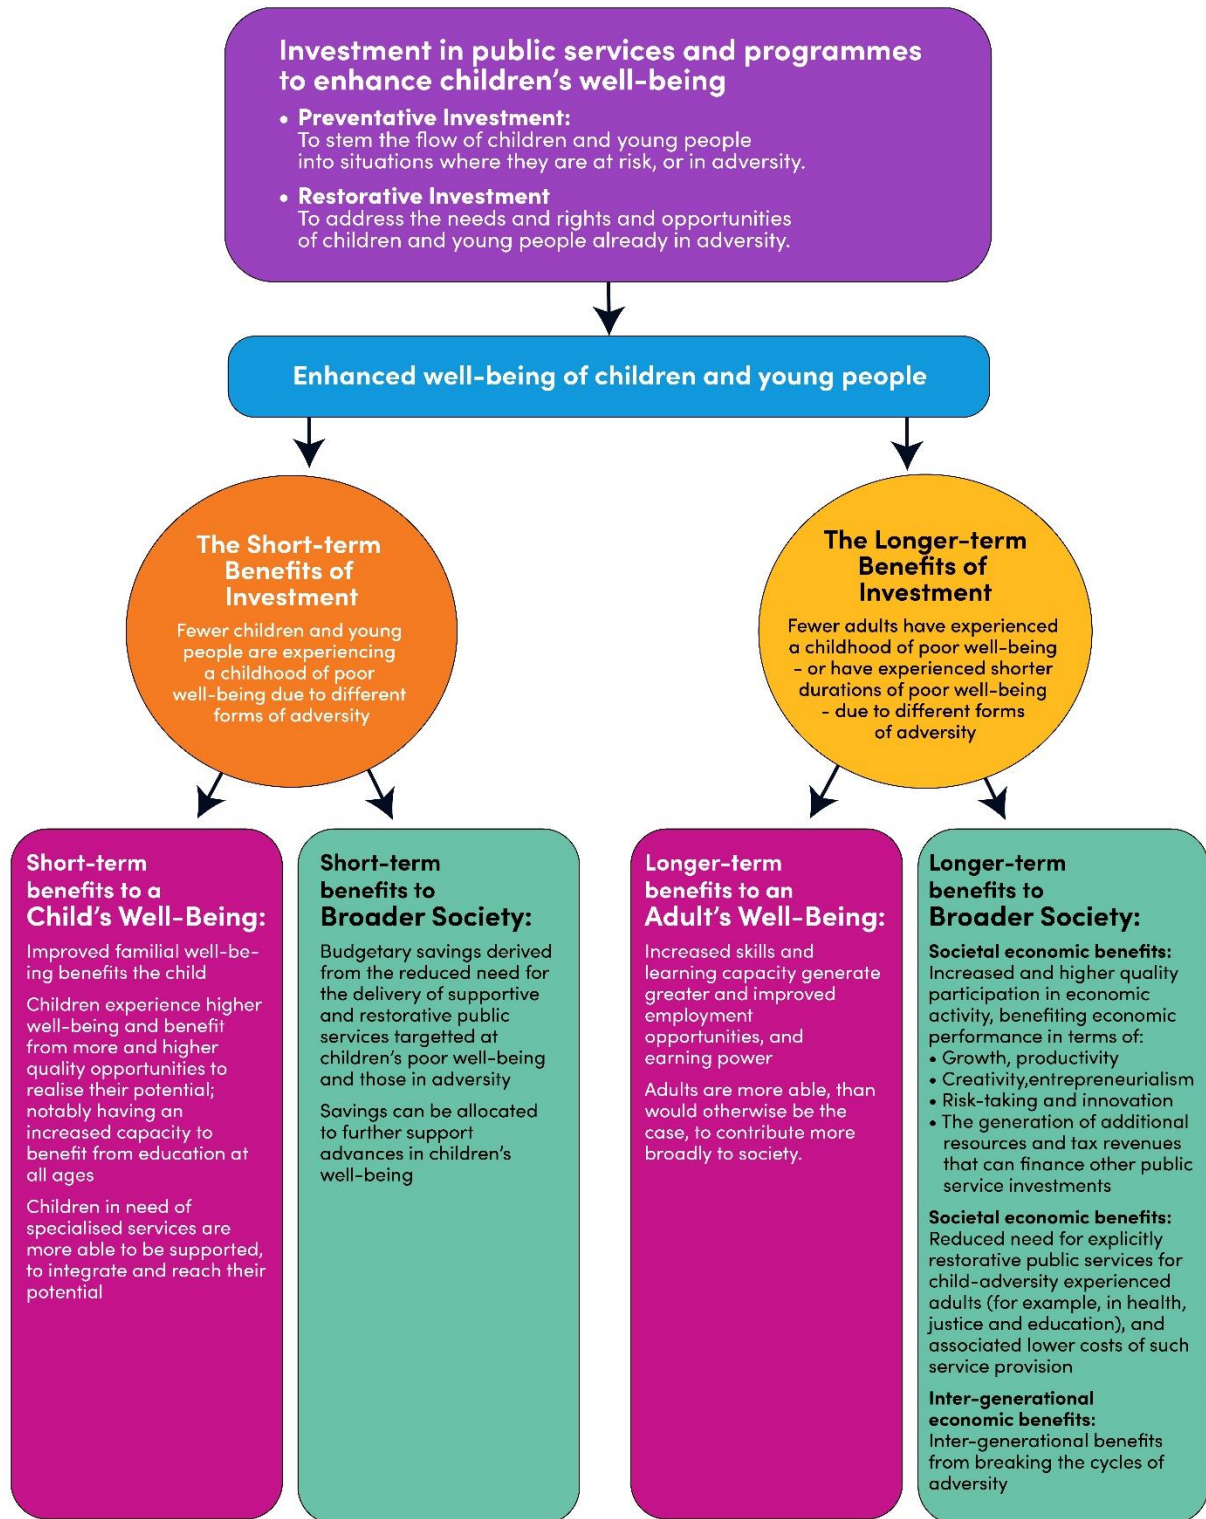 Investment in public services and programmes
to enhance children's well-being
• Preventative Investment:
To stem the flow of children and young people
into situations where they are at risk, or in adversity.
• Restorative Investment
To address the needs and rights and opportunities
of children and young people already in adversity.
Enhanced well-being of children and young people
The Short-term
Benefits of
Investment
Fewer children and young
people are experiencing
a childhood of poor
well-being due to different
forms of adversity
The Longer-term
Benefits of
Investment
Fewer adults have experienced
a childhood of poor well-being
- or have experienced shorter
durations of poor well-being
- due to different forms
of adversity
Short-term
benefits to a
Child's Well-Being:
Improved familial well-be-
ing benefits the child
Children experience higher
well-being and benefit
from more and higher
quality opportunities to
realise their potential;
notably having an
increased capacity to
benefit from education at
all ages
Children in need of
specialised services are
more able to be supported,
to integrate and reach their
potential
Short-term
benefits to
Broader Society:
Budgetary savings derived
from the reduced need for
the delivery of supportive
and restorative public
services targetted at
children's poor well-being
and those in adversity
Savings can be allocated
to further support
advances in children's
well-being
Longer-term
benefits to an
Adult's Well-Being:
Increased skills and
learning capacity generate
greater and improved
employment
opportunities, and
earning power
Adults are more able, than
would otherwise be the
case, to contribute more
broadly to society.
Longer-term
benefits to
Broader Society:
Societal economic benefits:
Increased and higher quality
participation in economic
activity, benefiting economic
performance in terms of:
• Growth, productivity
• Creativity,entrepreneurialism
• Risk-taking and innovation
• The generation of additional
resources and tax revenues
that can finance other public
service investments
Societal economic benefits:
Reduced need for explicitly
restorative public services for
child-adversity experienced
adults (for example, in health,
justice and education), and
associated lower costs of such
service provision
Inter-generational
economic benefits:
Inter-generational benefits
from breaking the cycles of
adversity